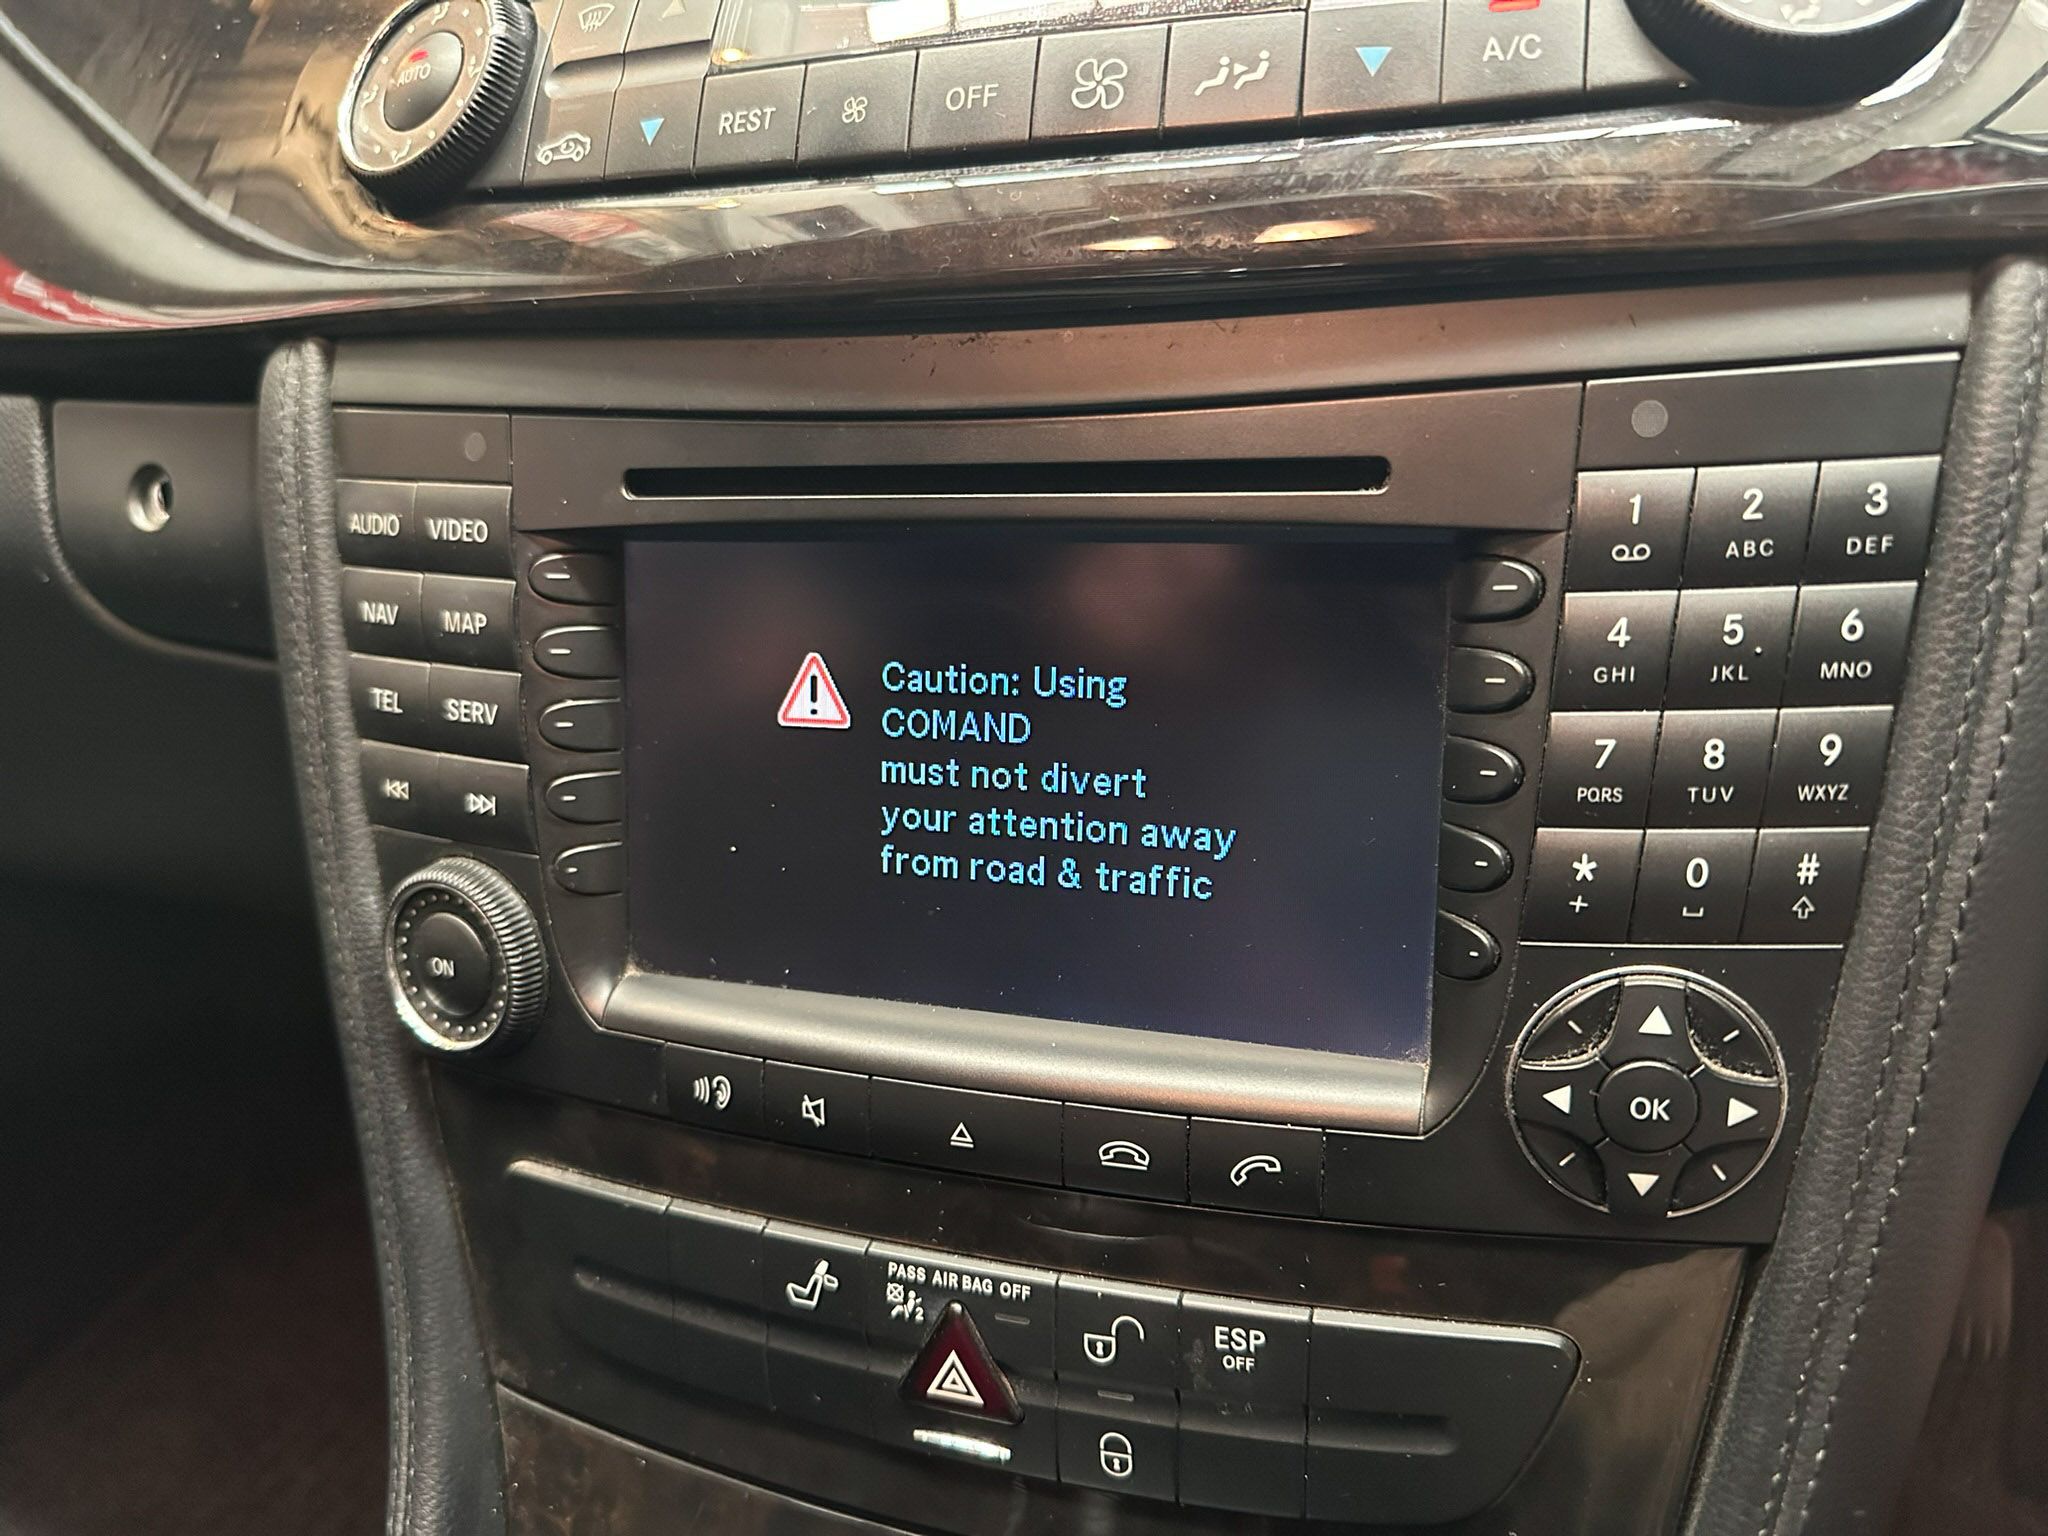 AUTO
REST
OFF
A/C
AUDIO VIDEO
NAV MAP
TEL SERV
ON
Caution: Using
COMAND
must not divert
your attention away
from road & traffic
1 2 3
ABC DEF
4 5 6
GHI JKL MNO
7 8 9
PQRS TUV WXYZ
* 0 #
+
OK
PASS AIR BAG OFF
2
ESP
OFF